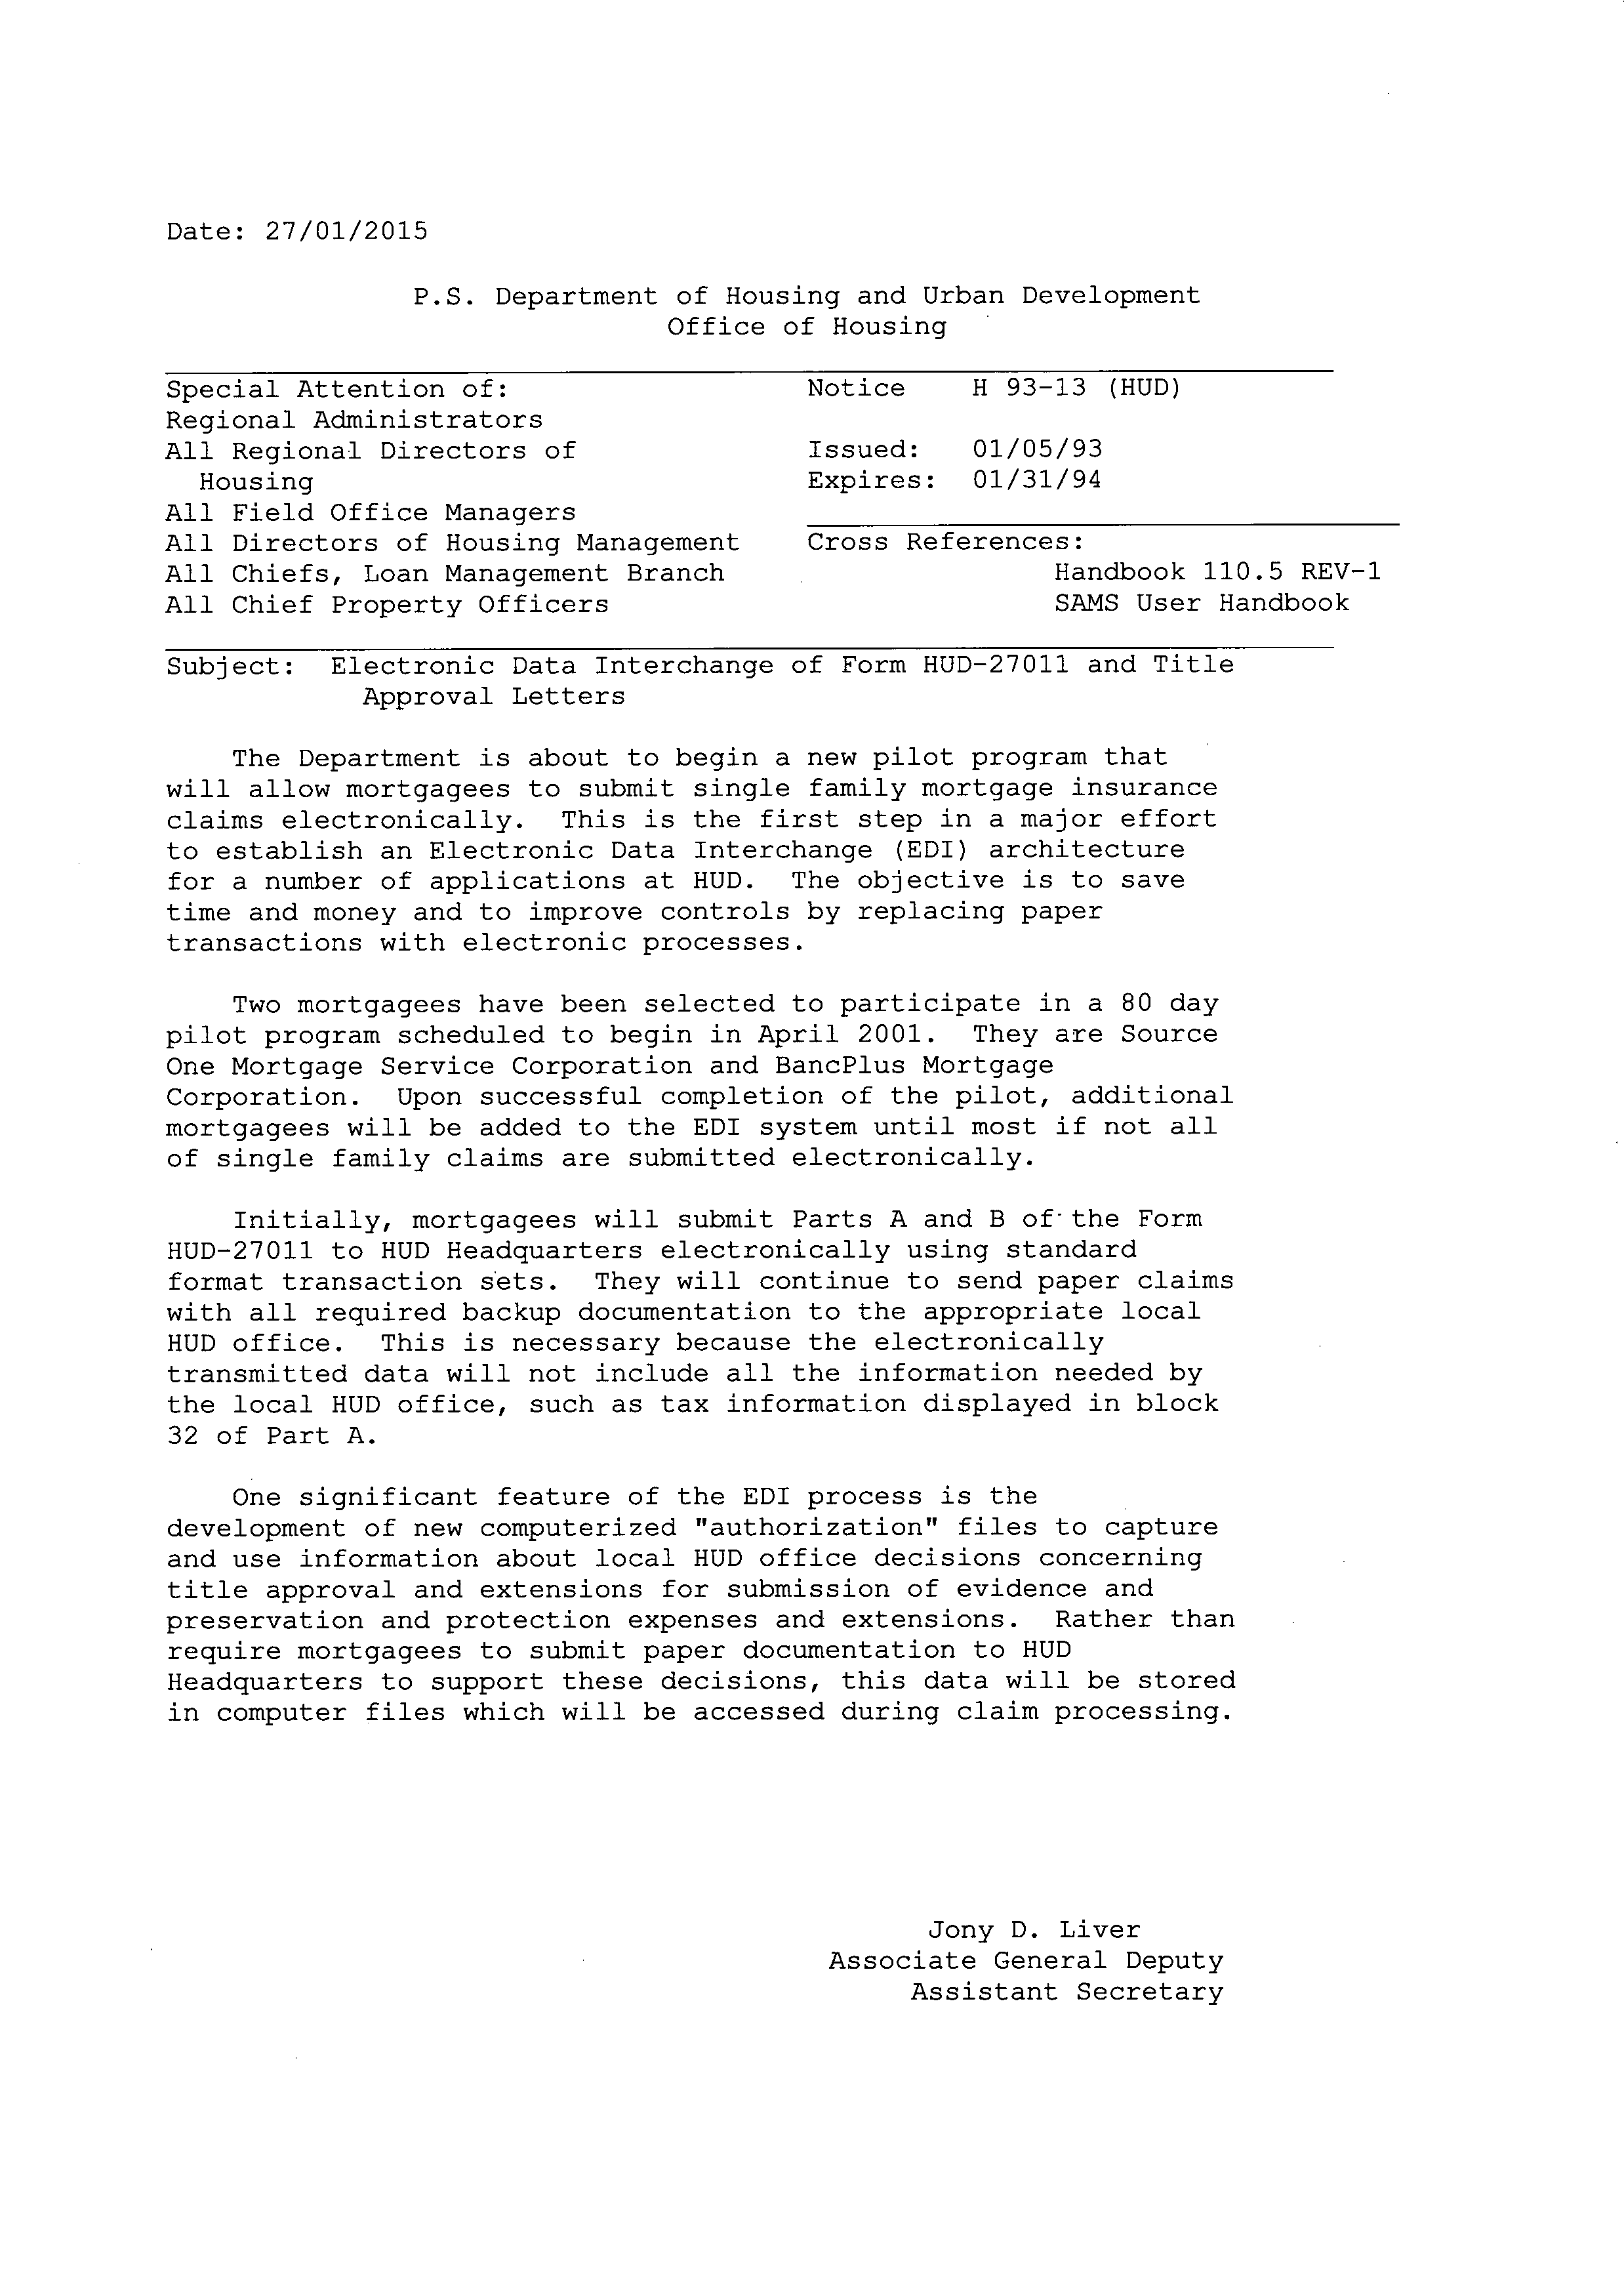 Date: 27/01/2015
P.S. Department of Housing and Urban Development
Office of Housing
Special Attention of:
Regional Administrators
All Regional Directors of
Housing
All Field Office Managers
All Directors of Housing Management
All Chiefs, Loan Management Branch
All Chief Property Officers
Notice H 93-13 (HUD)
Issued: 01/05/93
Expires: 01/31/94
Cross References:
Handbook 110.5 REV-1
SAMS User Handbook
Subject: Electronic Data Interchange of Form HUD-27011 and Title
Approval Letters
The Department is about to begin a new pilot program that
will allow mortgagees to submit single family mortgage insurance
claims electronically. This is the first step in a major effort
to establish an Electronic Data Interchange (EDI) architecture
for a number of applications at HUD. The objective is to save
time and money and to improve controls by replacing paper
transactions with electronic processes.
Two mortgagees have been selected to participate in a 80 day
pilot program scheduled to begin in April 2001. They are Source
One Mortgage Service Corporation and BancPlus Mortgage
Corporation. Upon successful completion of the pilot, additional
mortgagees will be added to the EDI system until most if not all
of single family claims are submitted electronically.
Initially, mortgagees will submit Parts A and B of the Form
HUD-27011 to HUD Headquarters electronically using standard
format transaction sets. They will continue to send paper claims
with all required backup documentation to the appropriate local
HUD office. This is necessary because the electronically
transmitted data will not include all the information needed by
the local HUD office, such as tax information displayed in block
32 of Part A.
One significant feature of the EDI process is the
development of new computerized "authorization" files to capture
and use information about local HUD office decisions concerning
title approval and extensions for submission of evidence and
preservation and protection expenses and extensions. Rather than
require mortgagees to submit paper documentation to HUD
Headquarters to support these decisions, this data will be stored
in computer files which will be accessed during claim processing.
Jony D. Liver
Associate General Deputy
Assistant Secretary